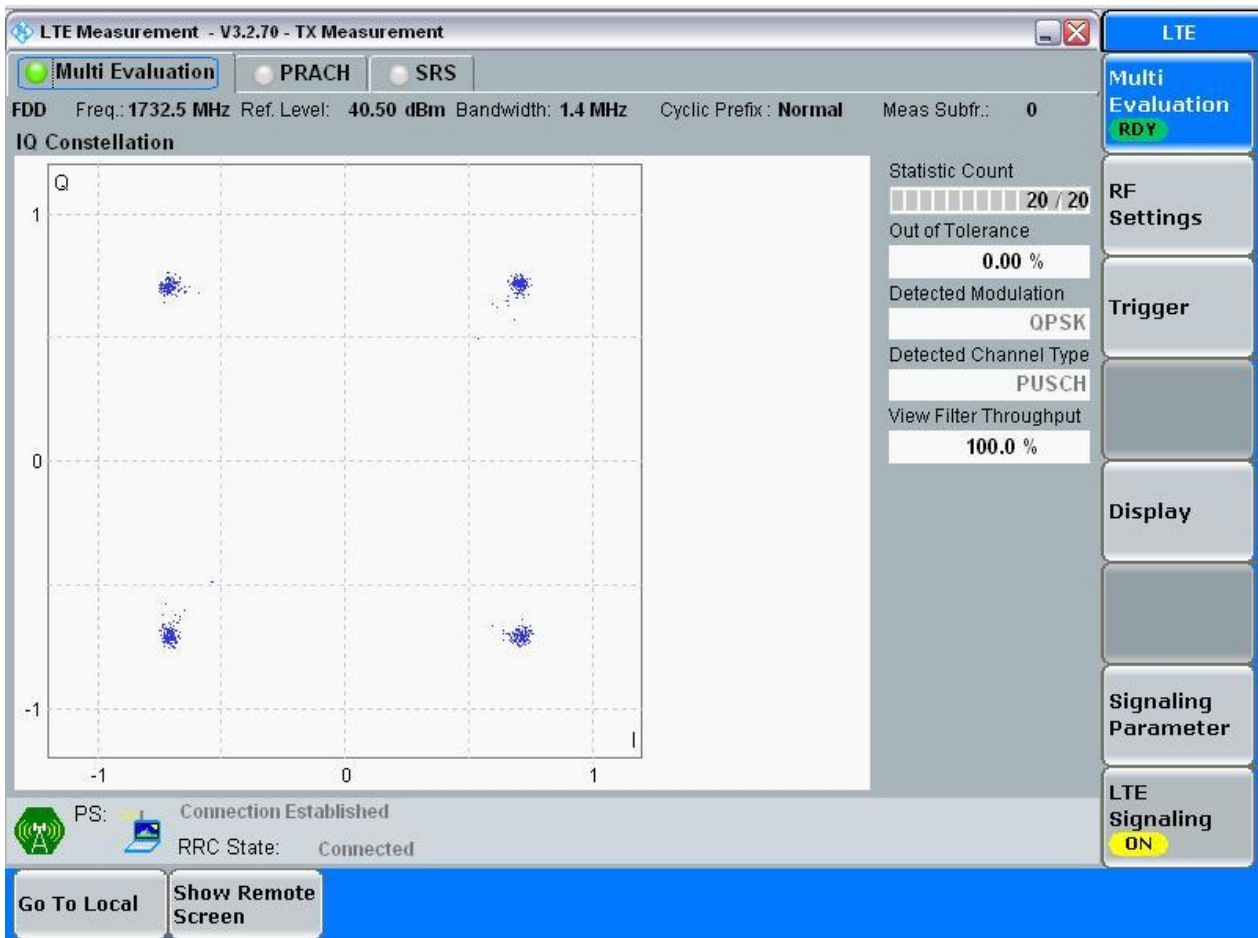 LTE Measurement - V3.2.70 - TX Measurement
LTE
Multi Evaluation
PRACH
SRS
FDD Freq.: 1732.5 MHz Ref. Level: 40.50 dBm Bandwidth: 1.4 MHz Cyclic Prefix : Normal Meas Subfr.: 0
IQ Constellation
Q
1
0
-1
I
-1 0 1
Statistic Count
20 / 20
Out of Tolerance
0.00 %
Detected Modulation
QPSK
Detected Channel Type
PUSCH
View Filter Throughput
100.0 %
Multi
Evaluation
RDY
RF
Settings
Trigger
Display
Signaling
Parameter
LTE
Signaling
ON
PS: Connection Established
RRC State: Connected
Go To Local
Show Remote
Screen